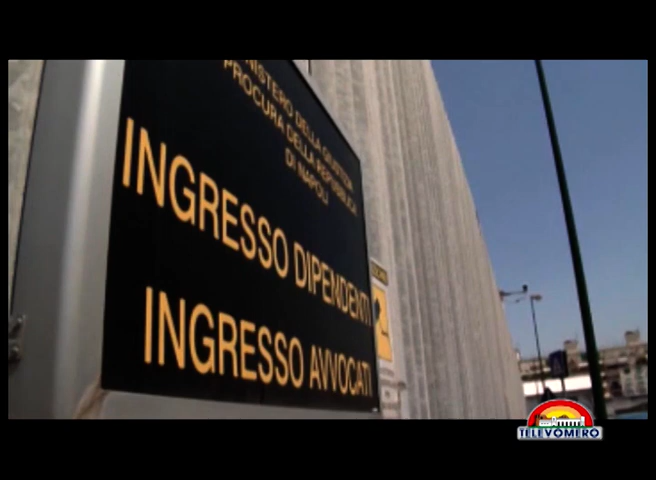 MINISTERO DELLA GIUSTIZIA
PROCURA DELLA REPUBBLICA
DI NAPOLI
INGRESSO DIPENDENTI
INGRESSO AVVOCATI
TELEVOMERO